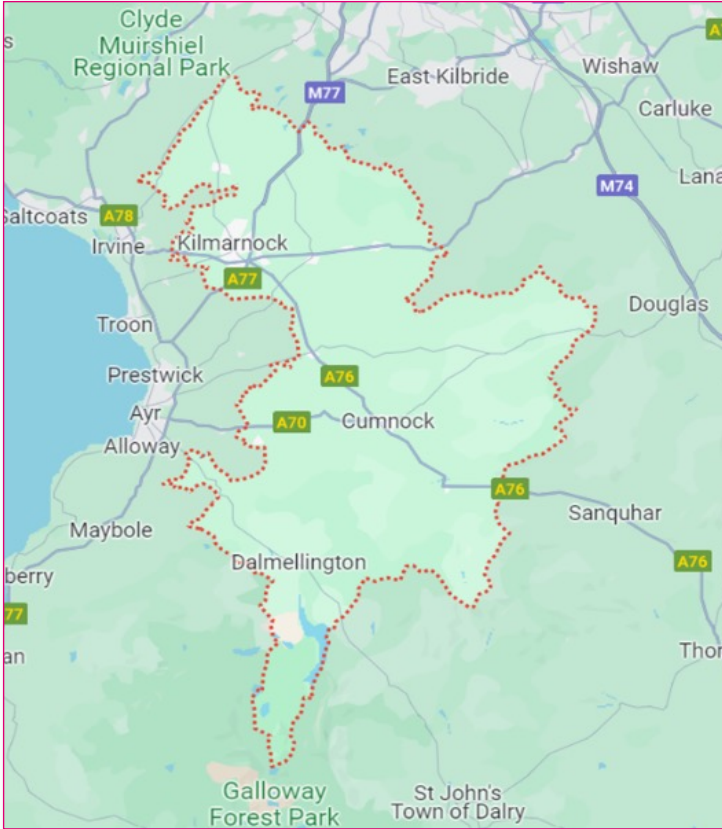 Clyde
Muirshiel
Regional Park
East Kilbride
Wishaw
A
M77
Carluke
M74
Lana
s
Saltcoats
A78
Irvine
Kilmarnock
A77
Douglas
Troon
Prestwick
A76
Ayr
A70
Cumnock
Alloway
A76
Sanquhar
Maybole
Dalmellington
A76
berry
77
an
Thor
Galloway
Forest Park
St John's
Town of Dalry